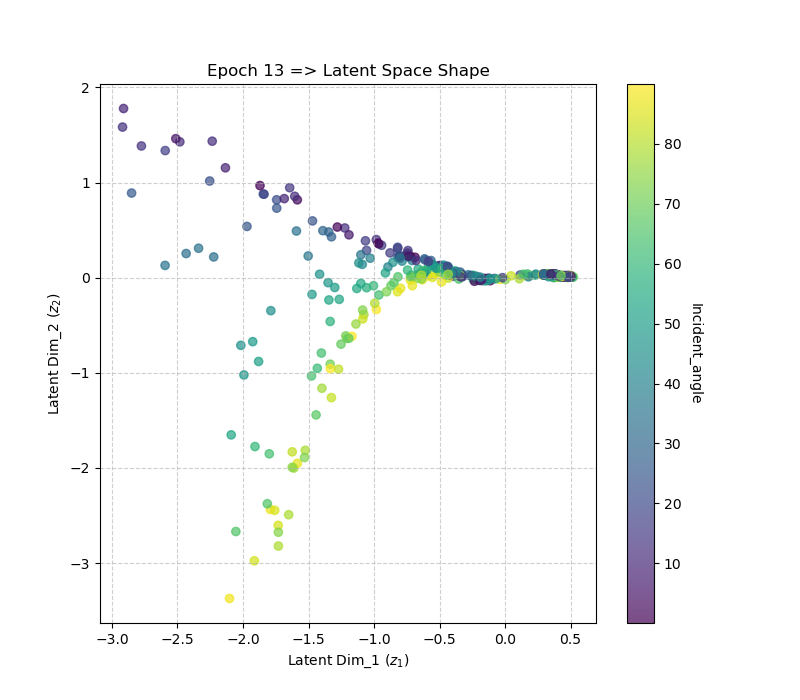 Epoch 13 => Latent Space Shape
2
1
0
−1
−2
−3
Latent Dim_2 (z₂)
−3.0 −2.5 −2.0 −1.5 −1.0 −0.5 0.0 0.5
Latent Dim_1 (z₁)
80
70
60
50
40
30
20
10
Incident_angle